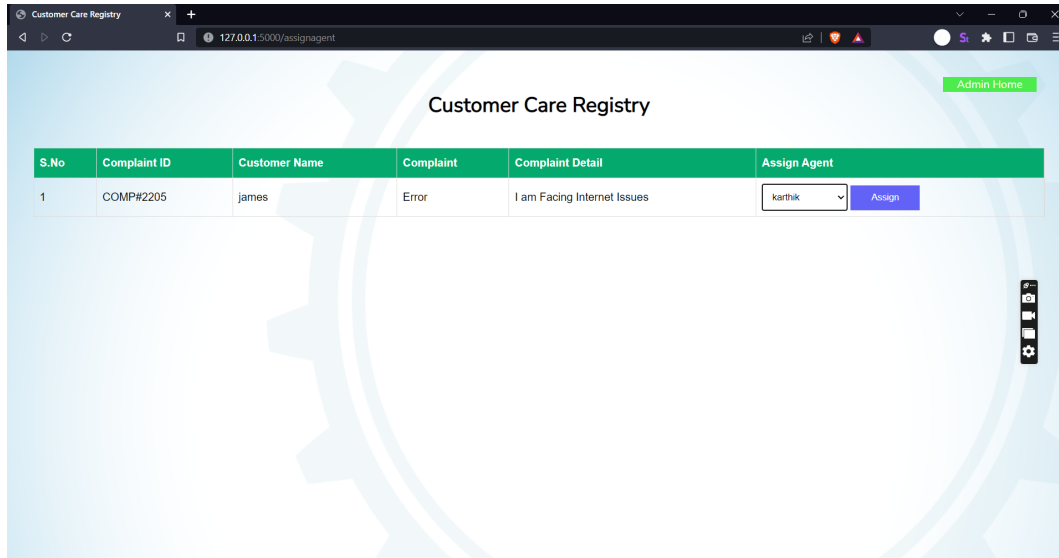 Customer Care Registry
127.0.0.1:5000/assignagent
St
Admin Home
Customer Care Registry
S.No Complaint ID Customer Name Complaint Complaint Detail Assign Agent
1 COMP#2205 james Error I am Facing Internet Issues karthik Assign